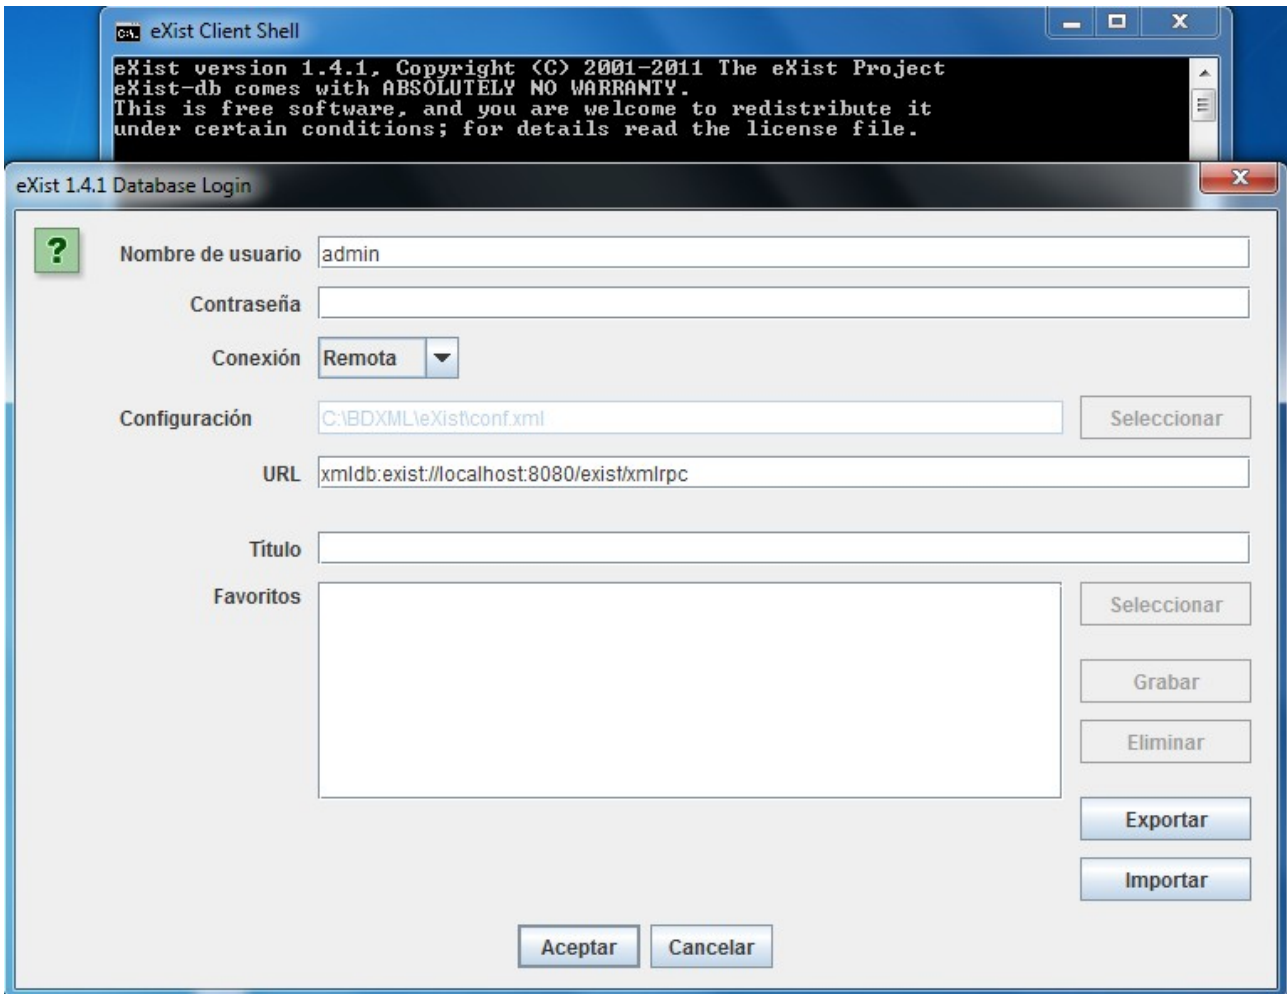 eXist Client Shell
eXist version 1.4.1, Copyright (C) 2001-2011 The eXist Project
eXist-db comes with ABSOLUTELY NO WARRANTY.
This is free software, and you are welcome to redistribute it
under certain conditions; for details read the license file.
eXist 1.4.1 Database Login
Nombre de usuario admin
Contraseña
Conexión Remota
Configuración C:\BDXML\eXist\conf.xml Seleccionar
URL xmldb:exist://localhost:8080/exist/xmlrpc
Título
Favoritos Seleccionar
Grabar
Eliminar
Exportar
Importar
Aceptar Cancelar